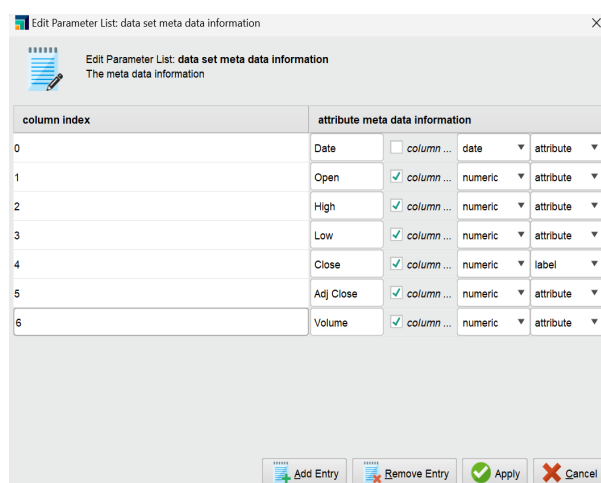 Edit Parameter List: data set meta data information
Edit Parameter List: data set meta data information
The meta data information
column index attribute meta data information
0 Date column ... date attribute
1 Open column ... numeric attribute
2 High column ... numeric attribute
3 Low column ... numeric attribute
4 Close column ... numeric label
5 Adj Close column ... numeric attribute
6 Volume column ... numeric attribute
Add Entry Remove Entry Apply Cancel